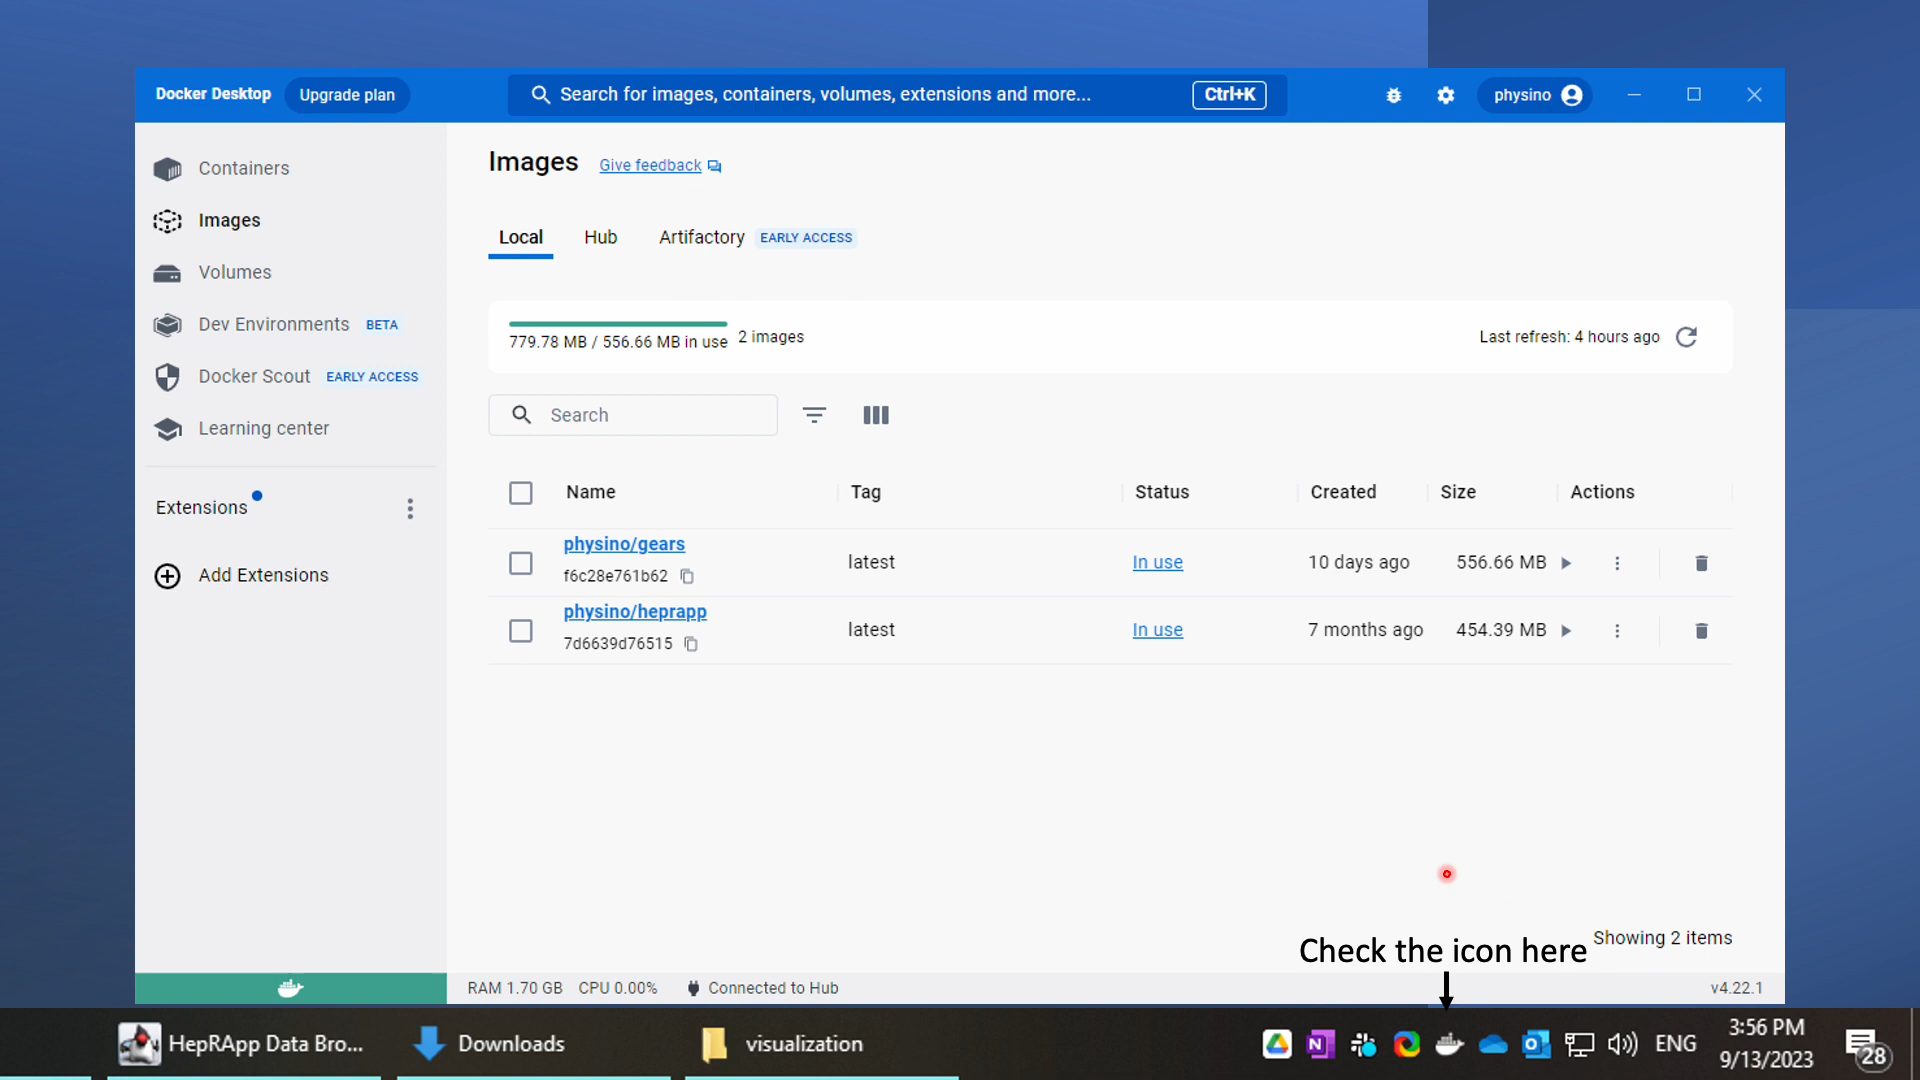 Docker Desktop Upgrade plan Search for images, containers, volumes, extensions and more... Ctrl+K physino
Containers
Images
Volumes
Dev Environments BETA
Docker Scout EARLY ACCESS
Learning center
Extensions
Add Extensions
Images Give feedback
Local Hub Artifactory EARLY ACCESS
779.78 MB / 556.66 MB in use 2 images Last refresh: 4 hours ago
Search
Name Tag Status Created Size Actions
physino/gears
f6c28e761b62 latest In use 10 days ago 556.66 MB
physino/heprapp
7d6639d76515 latest In use 7 months ago 454.39 MB
Showing 2 items
Check the icon here
RAM 1.70 GB CPU 0.00% Connected to Hub v4.22.1
HepRApp Data Bro... Downloads visualization ENG 3:56 PM
9/13/2023
28